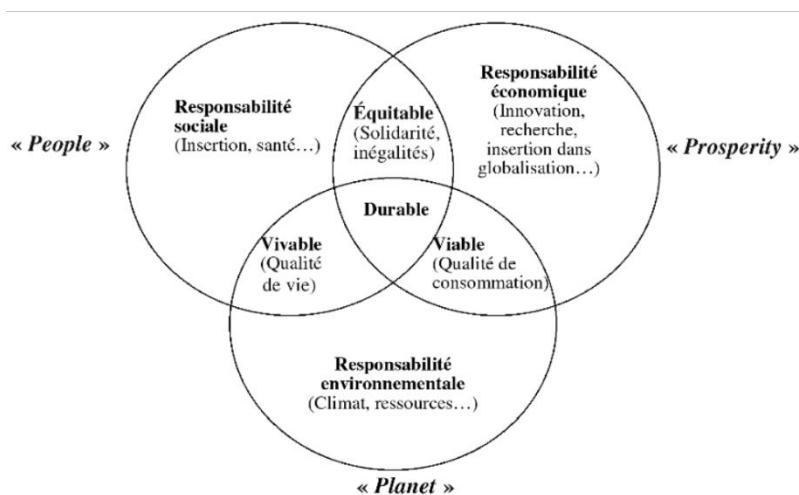 « People »
Responsabilité
sociale
(Insertion, santé…)
Équitable
(Solidarité,
inégalités)
Responsabilité
économique
(Innovation,
recherche,
insertion dans
globalisation…)
« Prosperity »
Durable
Vivable
(Qualité
de vie)
Viable
(Qualité de
consommation)
Responsabilité
environnementale
(Climat, ressources…)
« Planet »